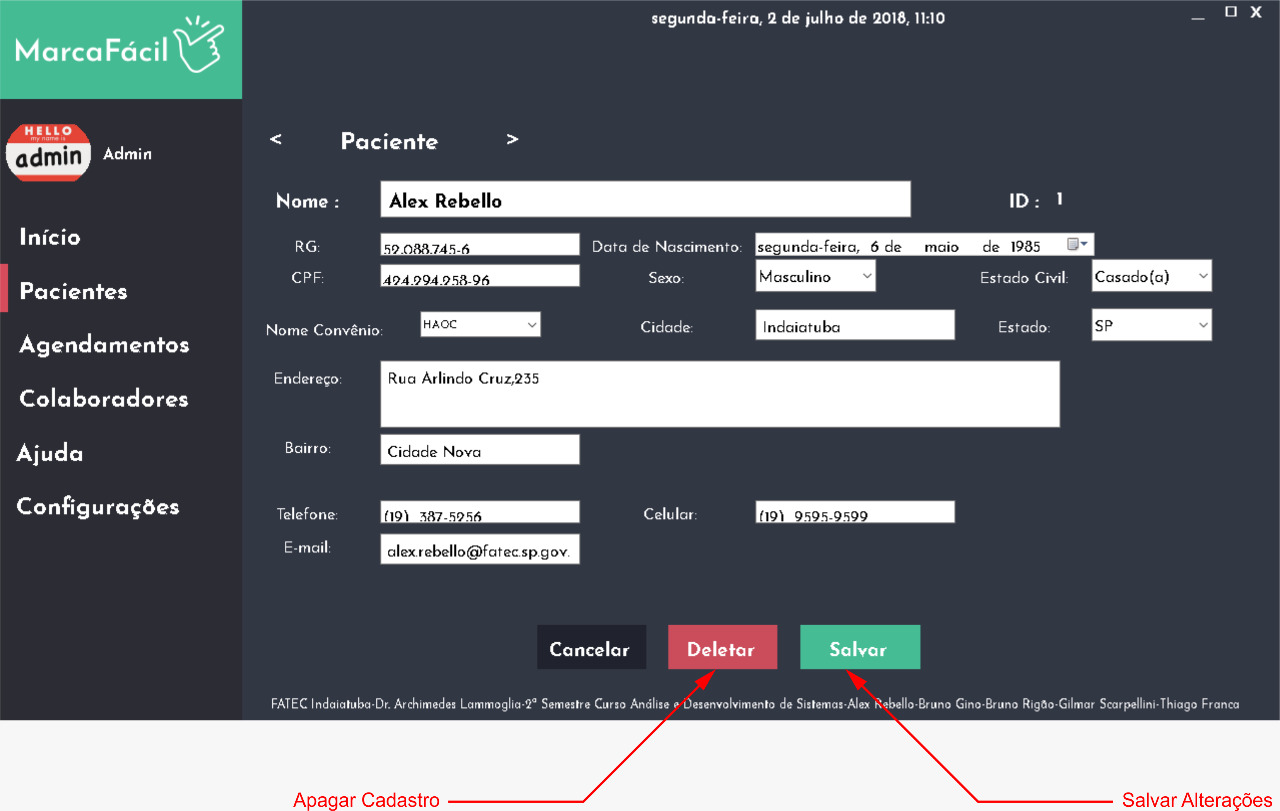 segunda-feira, 2 de julho de 2018, 11:10
X
MarcaFácil
HELLO
my name is
admin
Admin
Início
Pacientes
Agendamentos
Colaboradores
Ajuda
Configurações
< Paciente >
Nome : Alex Rebello ID : 1
RG: 52.088.745-6 Data de Nascimento: segunda-feira, 6 de maio de 1985
CPF: 424.294.258-96 Sexo: Masculino Estado Civil: Casado(a)
Nome Convênio: HAOC Cidade: Indaiatuba Estado: SP
Endereço: Rua Arlindo Cruz,235
Bairro: Cidade Nova
Telefone: (19) 387-5256 Celular: (19) 9595-9599
E-mail: alex.rebello@fatec.sp.gov.
Cancelar Deletar Salvar
FATEC Indaiatuba-Dr. Archimedes Lammoglia-2º Semestre Curso Análise e Desenvolvimento de Sistemas-Alex Rebello-Bruno Gino-Bruno Rigão-Gilmar Scarpellini-Thiago Franca
Apagar Cadastro Salvar Alterações